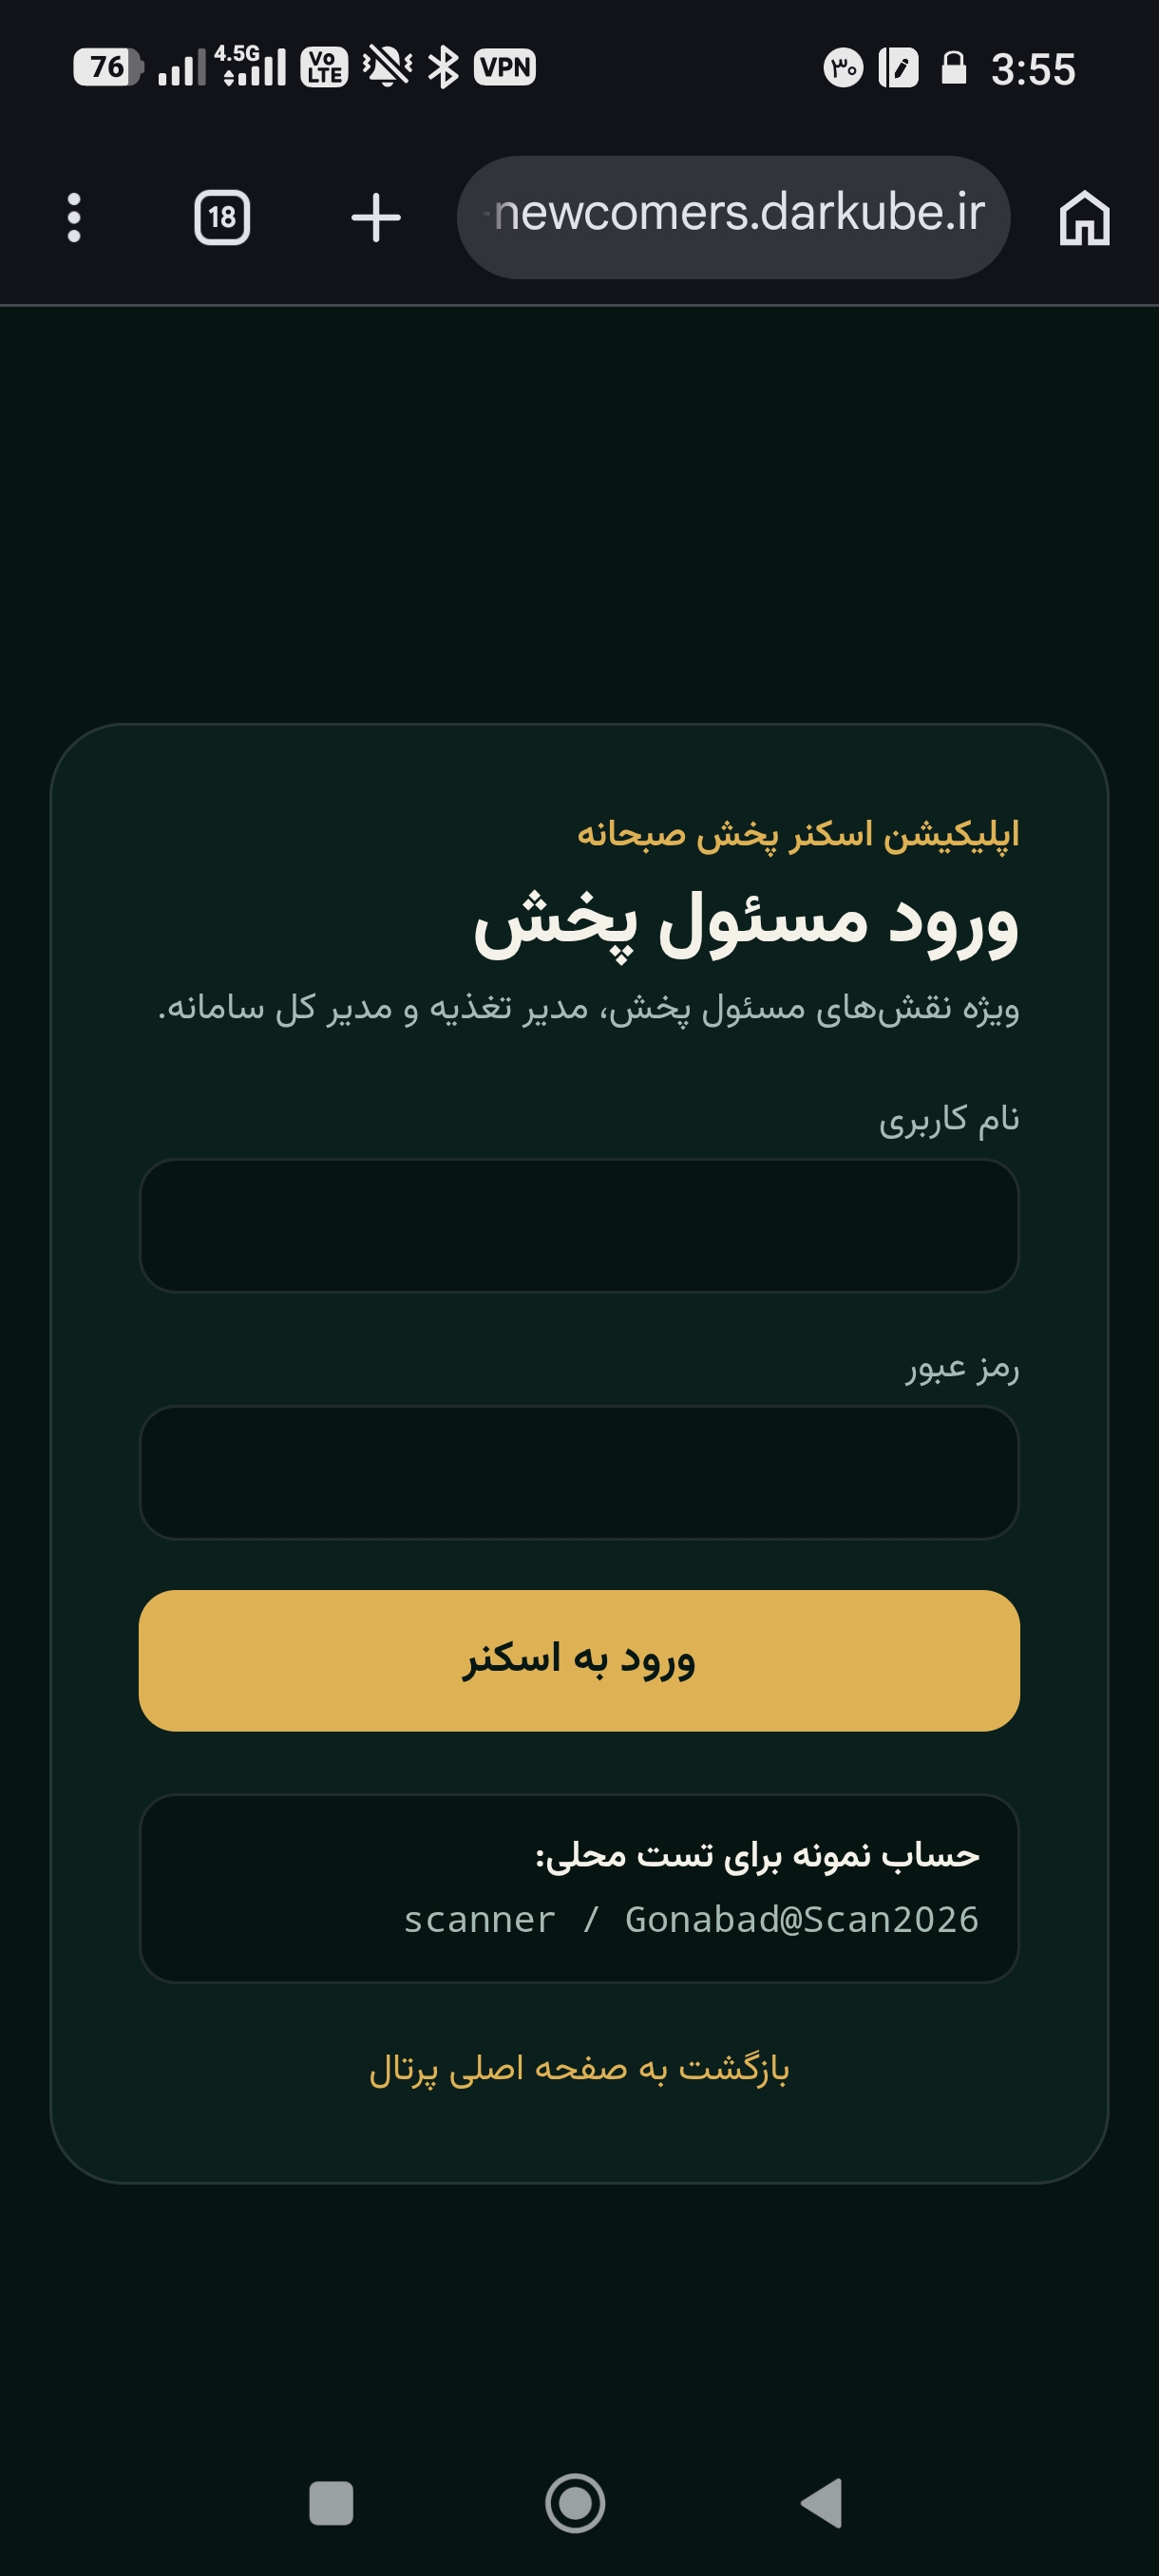 76
4.5G
Vo LTE
VPN
۳۰
3:55
18
-newcomers.darkube.ir
اپلیکیشن اسکنر پخش صبحانه
ورود مسئول پخش
ویژه نقش‌های مسئول پخش، مدیر تغذیه و مدیر کل سامانه.
نام کاربری
رمز عبور
ورود به اسکنر
حساب نمونه برای تست محلی:
scanner / Gonabad@Scan2026
بازگشت به صفحه اصلی پرتال